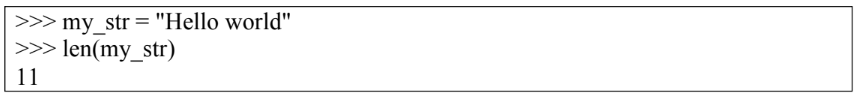 >>> my_str = "Hello world"
>>> len(my_str)
11